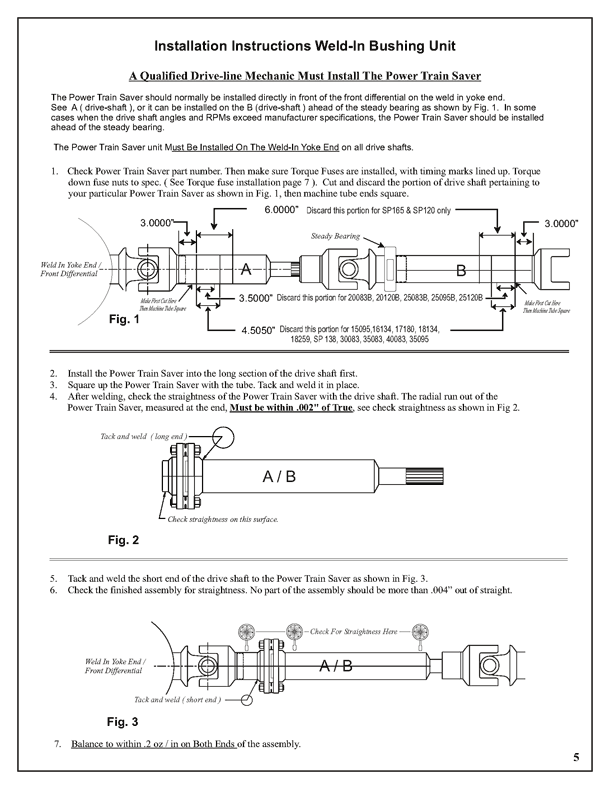 Installation Instructions Weld-In Bushing Unit
A Qualified Drive-line Mechanic Must Install The Power Train Saver
The Power Train Saver should normally be installed directly in front of the front differential on the weld in yoke end.
See A ( drive-shaft ), or it can be installed on the B (drive-shaft ) ahead of the steady bearing as shown by Fig. 1. In some
cases when the drive shaft angles and RPMs exceed manufacturer specifications, the Power Train Saver should be installed
ahead of the steady bearing.
The Power Train Saver unit Must Be Installed On The Weld-In Yoke End on all drive shafts.
1. Check Power Train Saver part number. Then make sure Torque Fuses are installed, with timing marks lined up. Torque
down fuse nuts to spec. ( See Torque fuse installation page 7 ). Cut and discard the portion of drive shaft pertaining to
your particular Power Train Saver as shown in Fig. 1, then machine tube ends square.
6.0000" Discard this portion for SP165 & SP120 only
3.0000"
3.0000"
Steady Bearing
Weld In Yoke End /
Front Differential
A
B
Make First Cut Here
Then Machine Tube Square
3.5000" Discard this portion for 20083B, 20120B, 25083B, 25095B, 25120B
Make First Cut Here
Then Machine Tube Square
Fig. 1
4.5050" Discard this portion for 15095,16134, 17180, 18134,
18259, SP 138, 30083, 35083, 40083, 35095
2. Install the Power Train Saver into the long section of the drive shaft first.
3. Square up the Power Train Saver with the tube. Tack and weld it in place.
4. After welding, check the straightness of the Power Train Saver with the drive shaft. The radial run out of the
Power Train Saver, measured at the end, Must be within .002" of True, see check straightness as shown in Fig 2.
Tack and weld ( long end )
A / B
Check straightness on this surface.
Fig. 2
5. Tack and weld the short end of the drive shaft to the Power Train Saver as shown in Fig. 3.
6. Check the finished assembly for straightness. No part of the assembly should be more than .004” out of straight.
Check For Straightness Here
Weld In Yoke End /
Front Differential
A / B
Tack and weld ( short end )
Fig. 3
7. Balance to within .2 oz / in on Both Ends of the assembly.
5